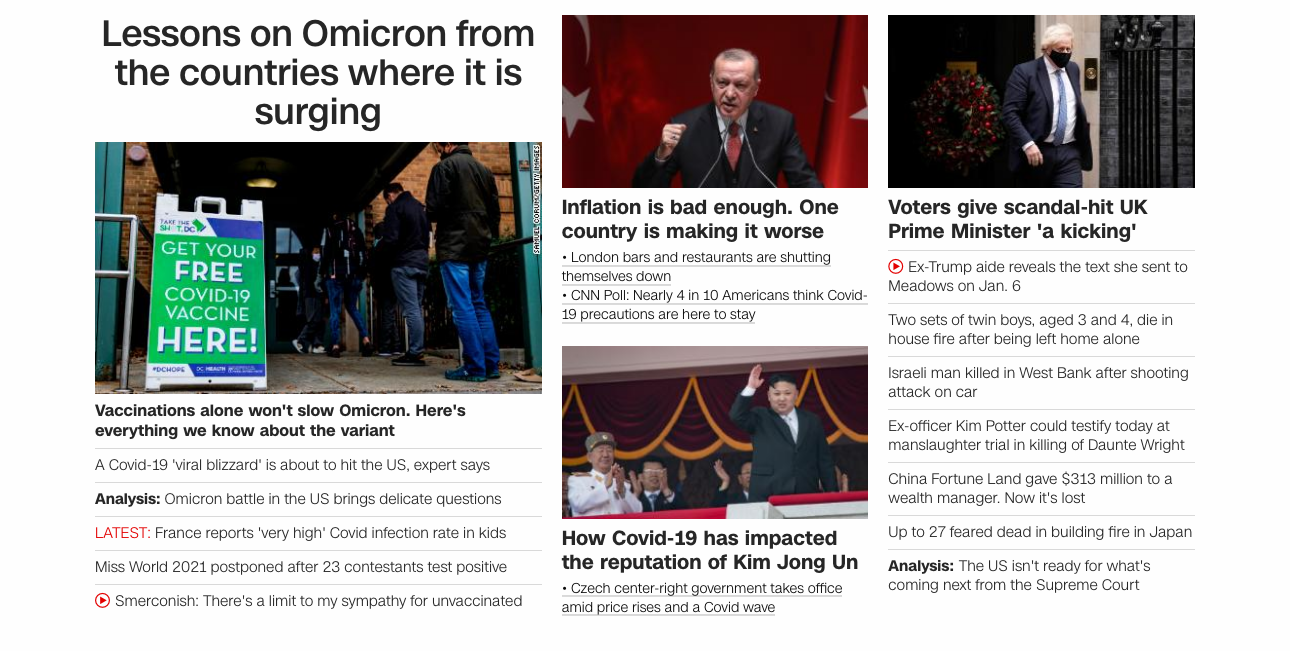 Lessons on Omicron from
the countries where it is
surging
SAMUEL CORUM/GETTY IMAGES
TAKE THE
SHOT, DC
GET YOUR
FREE
COVID-19
VACCINE
HERE!
#DCHOPE
DC HEALTH
Vaccinations alone won't slow Omicron. Here's
everything we know about the variant
A Covid-19 'viral blizzard' is about to hit the US, expert says
Analysis: Omicron battle in the US brings delicate questions
LATEST: France reports 'very high' Covid infection rate in kids
Miss World 2021 postponed after 23 contestants test positive
Smerconish: There's a limit to my sympathy for unvaccinated
Inflation is bad enough. One
country is making it worse
• London bars and restaurants are shutting
themselves down
• CNN Poll: Nearly 4 in 10 Americans think Covid-
19 precautions are here to stay
How Covid-19 has impacted
the reputation of Kim Jong Un
• Czech center-right government takes office
amid price rises and a Covid wave
Voters give scandal-hit UK
Prime Minister 'a kicking'
Ex-Trump aide reveals the text she sent to
Meadows on Jan. 6
Two sets of twin boys, aged 3 and 4, die in
house fire after being left home alone
Israeli man killed in West Bank after shooting
attack on car
Ex-officer Kim Potter could testify today at
manslaughter trial in killing of Daunte Wright
China Fortune Land gave $313 million to a
wealth manager. Now it's lost
Up to 27 feared dead in building fire in Japan
Analysis: The US isn't ready for what's
coming next from the Supreme Court